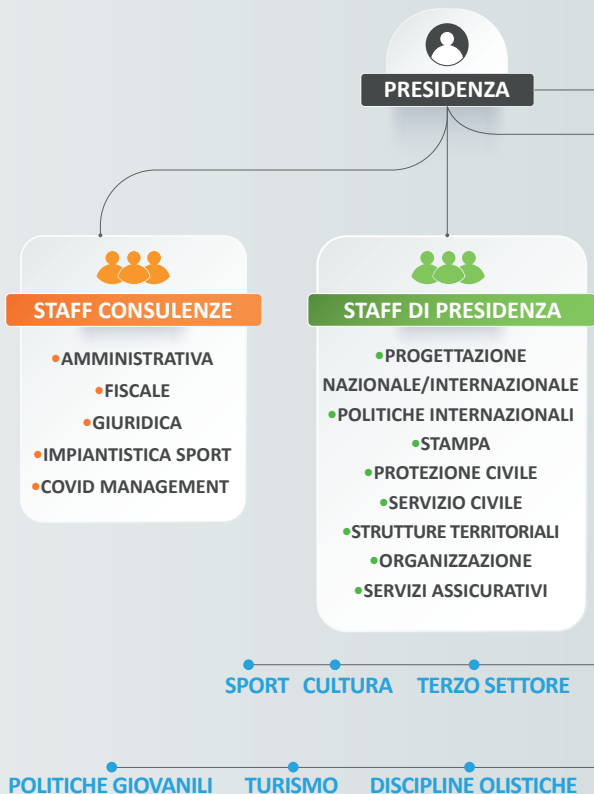 PRESIDENZA
STAFF CONSULENZE
•AMMINISTRATIVA
•FISCALE
•GIURIDICA
•IMPIANTISTICA SPORT
•COVID MANAGEMENT
STAFF DI PRESIDENZA
•PROGETTAZIONE
NAZIONALE/INTERNAZIONALE
•POLITICHE INTERNAZIONALI
•STAMPA
•PROTEZIONE CIVILE
•SERVIZIO CIVILE
•STRUTTURE TERRITORIALI
•ORGANIZZAZIONE
•SERVIZI ASSICURATIVI
SPORT CULTURA TERZO SETTORE
POLITICHE GIOVANILI TURISMO DISCIPLINE OLISTICHE